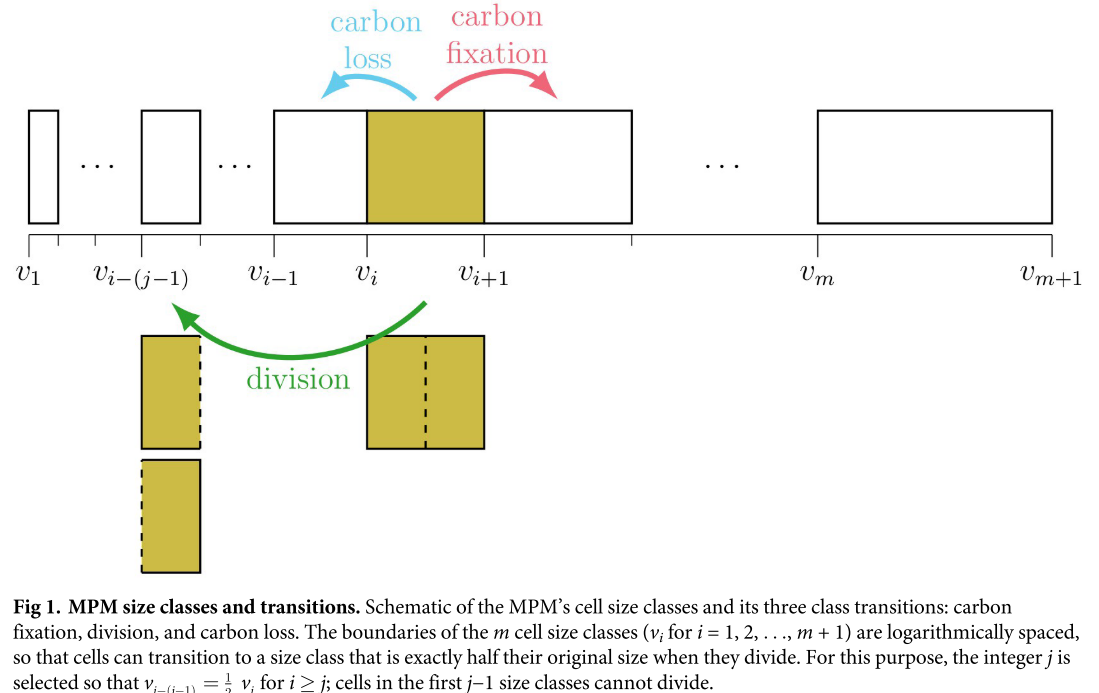 carbon
loss
carbon
fixation
... ... ...
v_1 v_{i−(j−1)} v_{i−1} v_i v_{i+1} v_m v_{m+1}
division
Fig 1. MPM size classes and transitions. Schematic of the MPM's cell size classes and its three class transitions: carbon
fixation, division, and carbon loss. The boundaries of the m cell size classes (v_i for i = 1, 2, . . ., m + 1) are logarithmically spaced,
so that cells can transition to a size class that is exactly half their original size when they divide. For this purpose, the integer j is
selected so that v_{i−(j−1)} = 1/2 v_i for i ≥ j; cells in the first j−1 size classes cannot divide.